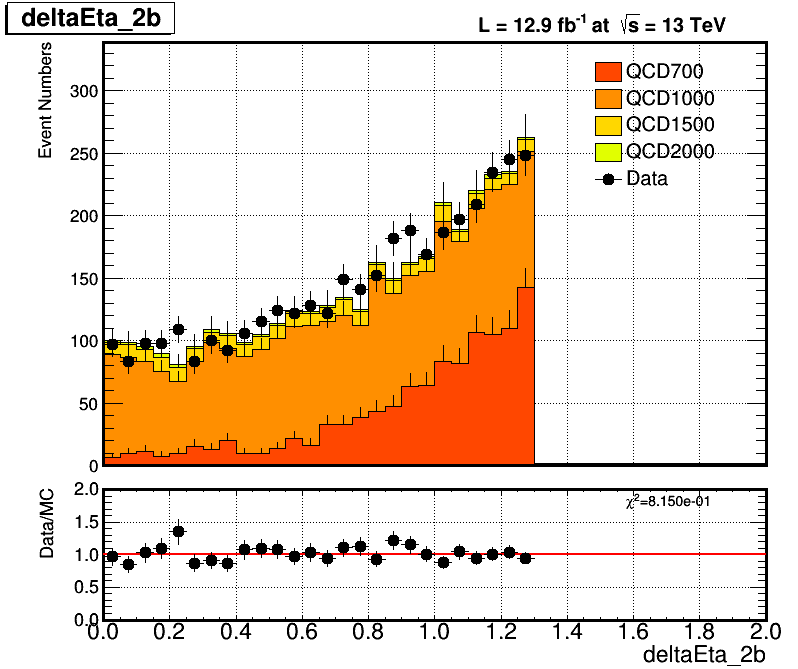 deltaEta_2b
L = 12.9 fb⁻¹ at √s = 13 TeV
Event Numbers
300
250
200
150
100
50
0
QCD700
QCD1000
QCD1500
QCD2000
Data
Data/MC
2.0
1.5
1.0
0.5
0.0
χ²=8.150e-01
0.0 0.2 0.4 0.6 0.8 1.0 1.2 1.4 1.6 1.8 2.0
deltaEta_2b